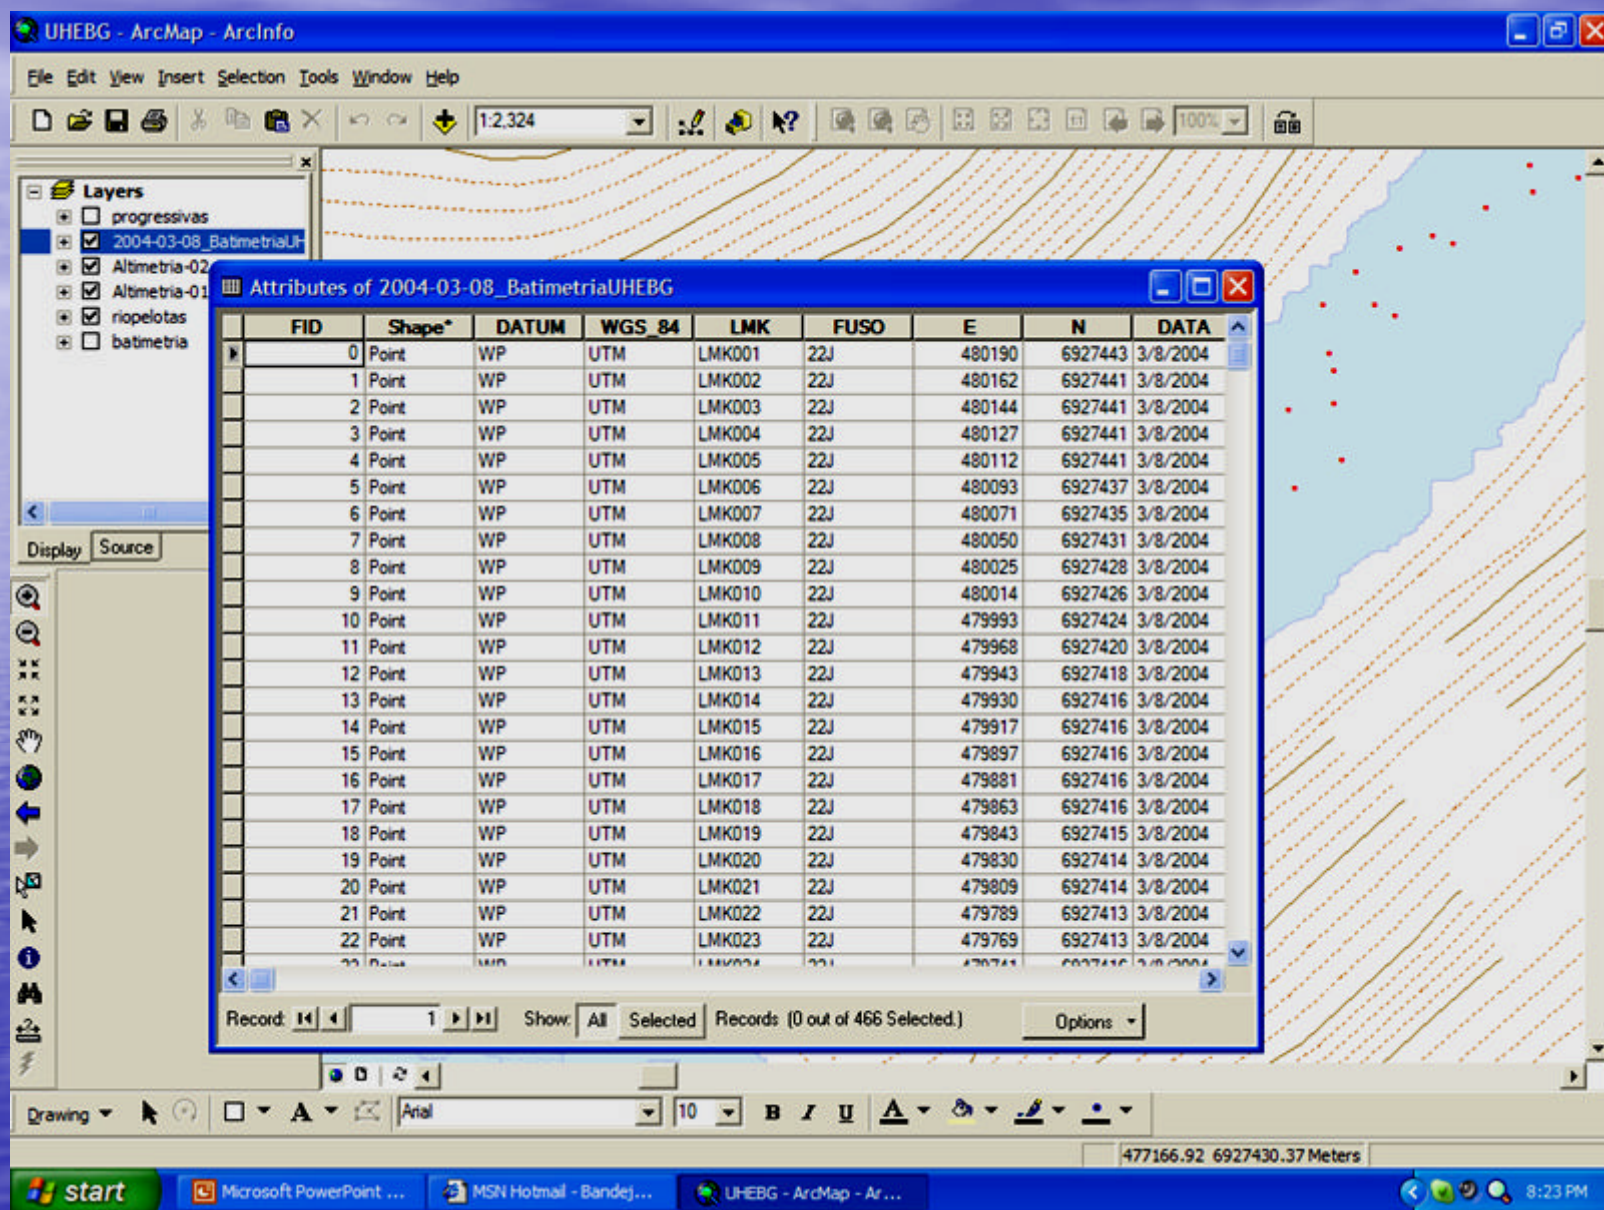 UHEBG - ArcMap - ArcInfo
File Edit View Insert Selection Tools Window Help
1:2,324
100%
Layers
progressivas
2004-03-08_BatimetriaUH
Altimetria-02
Altimetria-01
riopelotas
batimetria
Display Source
Attributes of 2004-03-08_BatimetriaUHEBG
FID Shape* DATUM WGS_84 LMK FUSO E N DATA
0 Point WP UTM LMK001 22J 480190 6927443 3/8/2004
1 Point WP UTM LMK002 22J 480162 6927441 3/8/2004
2 Point WP UTM LMK003 22J 480144 6927441 3/8/2004
3 Point WP UTM LMK004 22J 480127 6927441 3/8/2004
4 Point WP UTM LMK005 22J 480112 6927441 3/8/2004
5 Point WP UTM LMK006 22J 480093 6927437 3/8/2004
6 Point WP UTM LMK007 22J 480071 6927435 3/8/2004
7 Point WP UTM LMK008 22J 480050 6927431 3/8/2004
8 Point WP UTM LMK009 22J 480025 6927428 3/8/2004
9 Point WP UTM LMK010 22J 480014 6927426 3/8/2004
10 Point WP UTM LMK011 22J 479993 6927424 3/8/2004
11 Point WP UTM LMK012 22J 479968 6927420 3/8/2004
12 Point WP UTM LMK013 22J 479943 6927418 3/8/2004
13 Point WP UTM LMK014 22J 479930 6927416 3/8/2004
14 Point WP UTM LMK015 22J 479917 6927416 3/8/2004
15 Point WP UTM LMK016 22J 479897 6927416 3/8/2004
16 Point WP UTM LMK017 22J 479881 6927416 3/8/2004
17 Point WP UTM LMK018 22J 479863 6927416 3/8/2004
18 Point WP UTM LMK019 22J 479843 6927415 3/8/2004
19 Point WP UTM LMK020 22J 479830 6927414 3/8/2004
20 Point WP UTM LMK021 22J 479809 6927414 3/8/2004
21 Point WP UTM LMK022 22J 479789 6927413 3/8/2004
22 Point WP UTM LMK023 22J 479769 6927413 3/8/2004
Record: 1 Show: All Selected Records (0 out of 466 Selected.) Options
Drawing A Arial 10 B I U A
477166.92 6927430.37 Meters
start Microsoft PowerPoint ... MSN Hotmail - Bandej... UHEBG - ArcMap - Ar... 8:23 PM